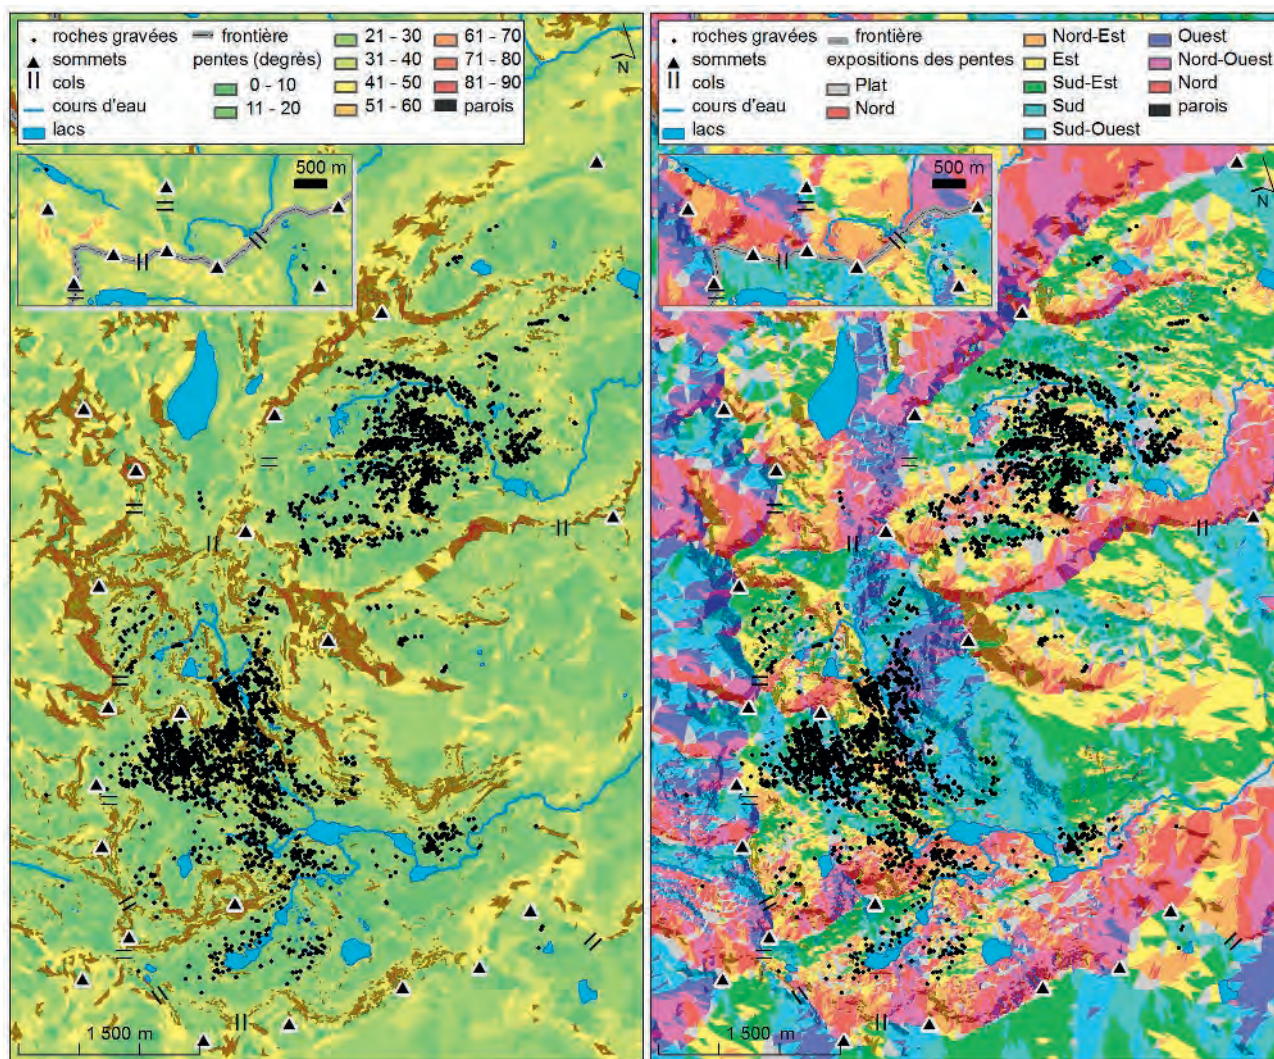 roches gravées
sommets
cols
cours d'eau
lacs
frontière
pentes (degrès)
0 - 10
11 - 20
21 - 30
31 - 40
41 - 50
51 - 60
61 - 70
71 - 80
81 - 90
parois
N
500 m
1 500 m
roches gravées
sommets
cols
cours d'eau
lacs
frontière
expositions des pentes
Plat
Nord
Nord-Est
Est
Sud-Est
Sud
Sud-Ouest
Ouest
Nord-Ouest
Nord
parois
N
500 m
1 500 m